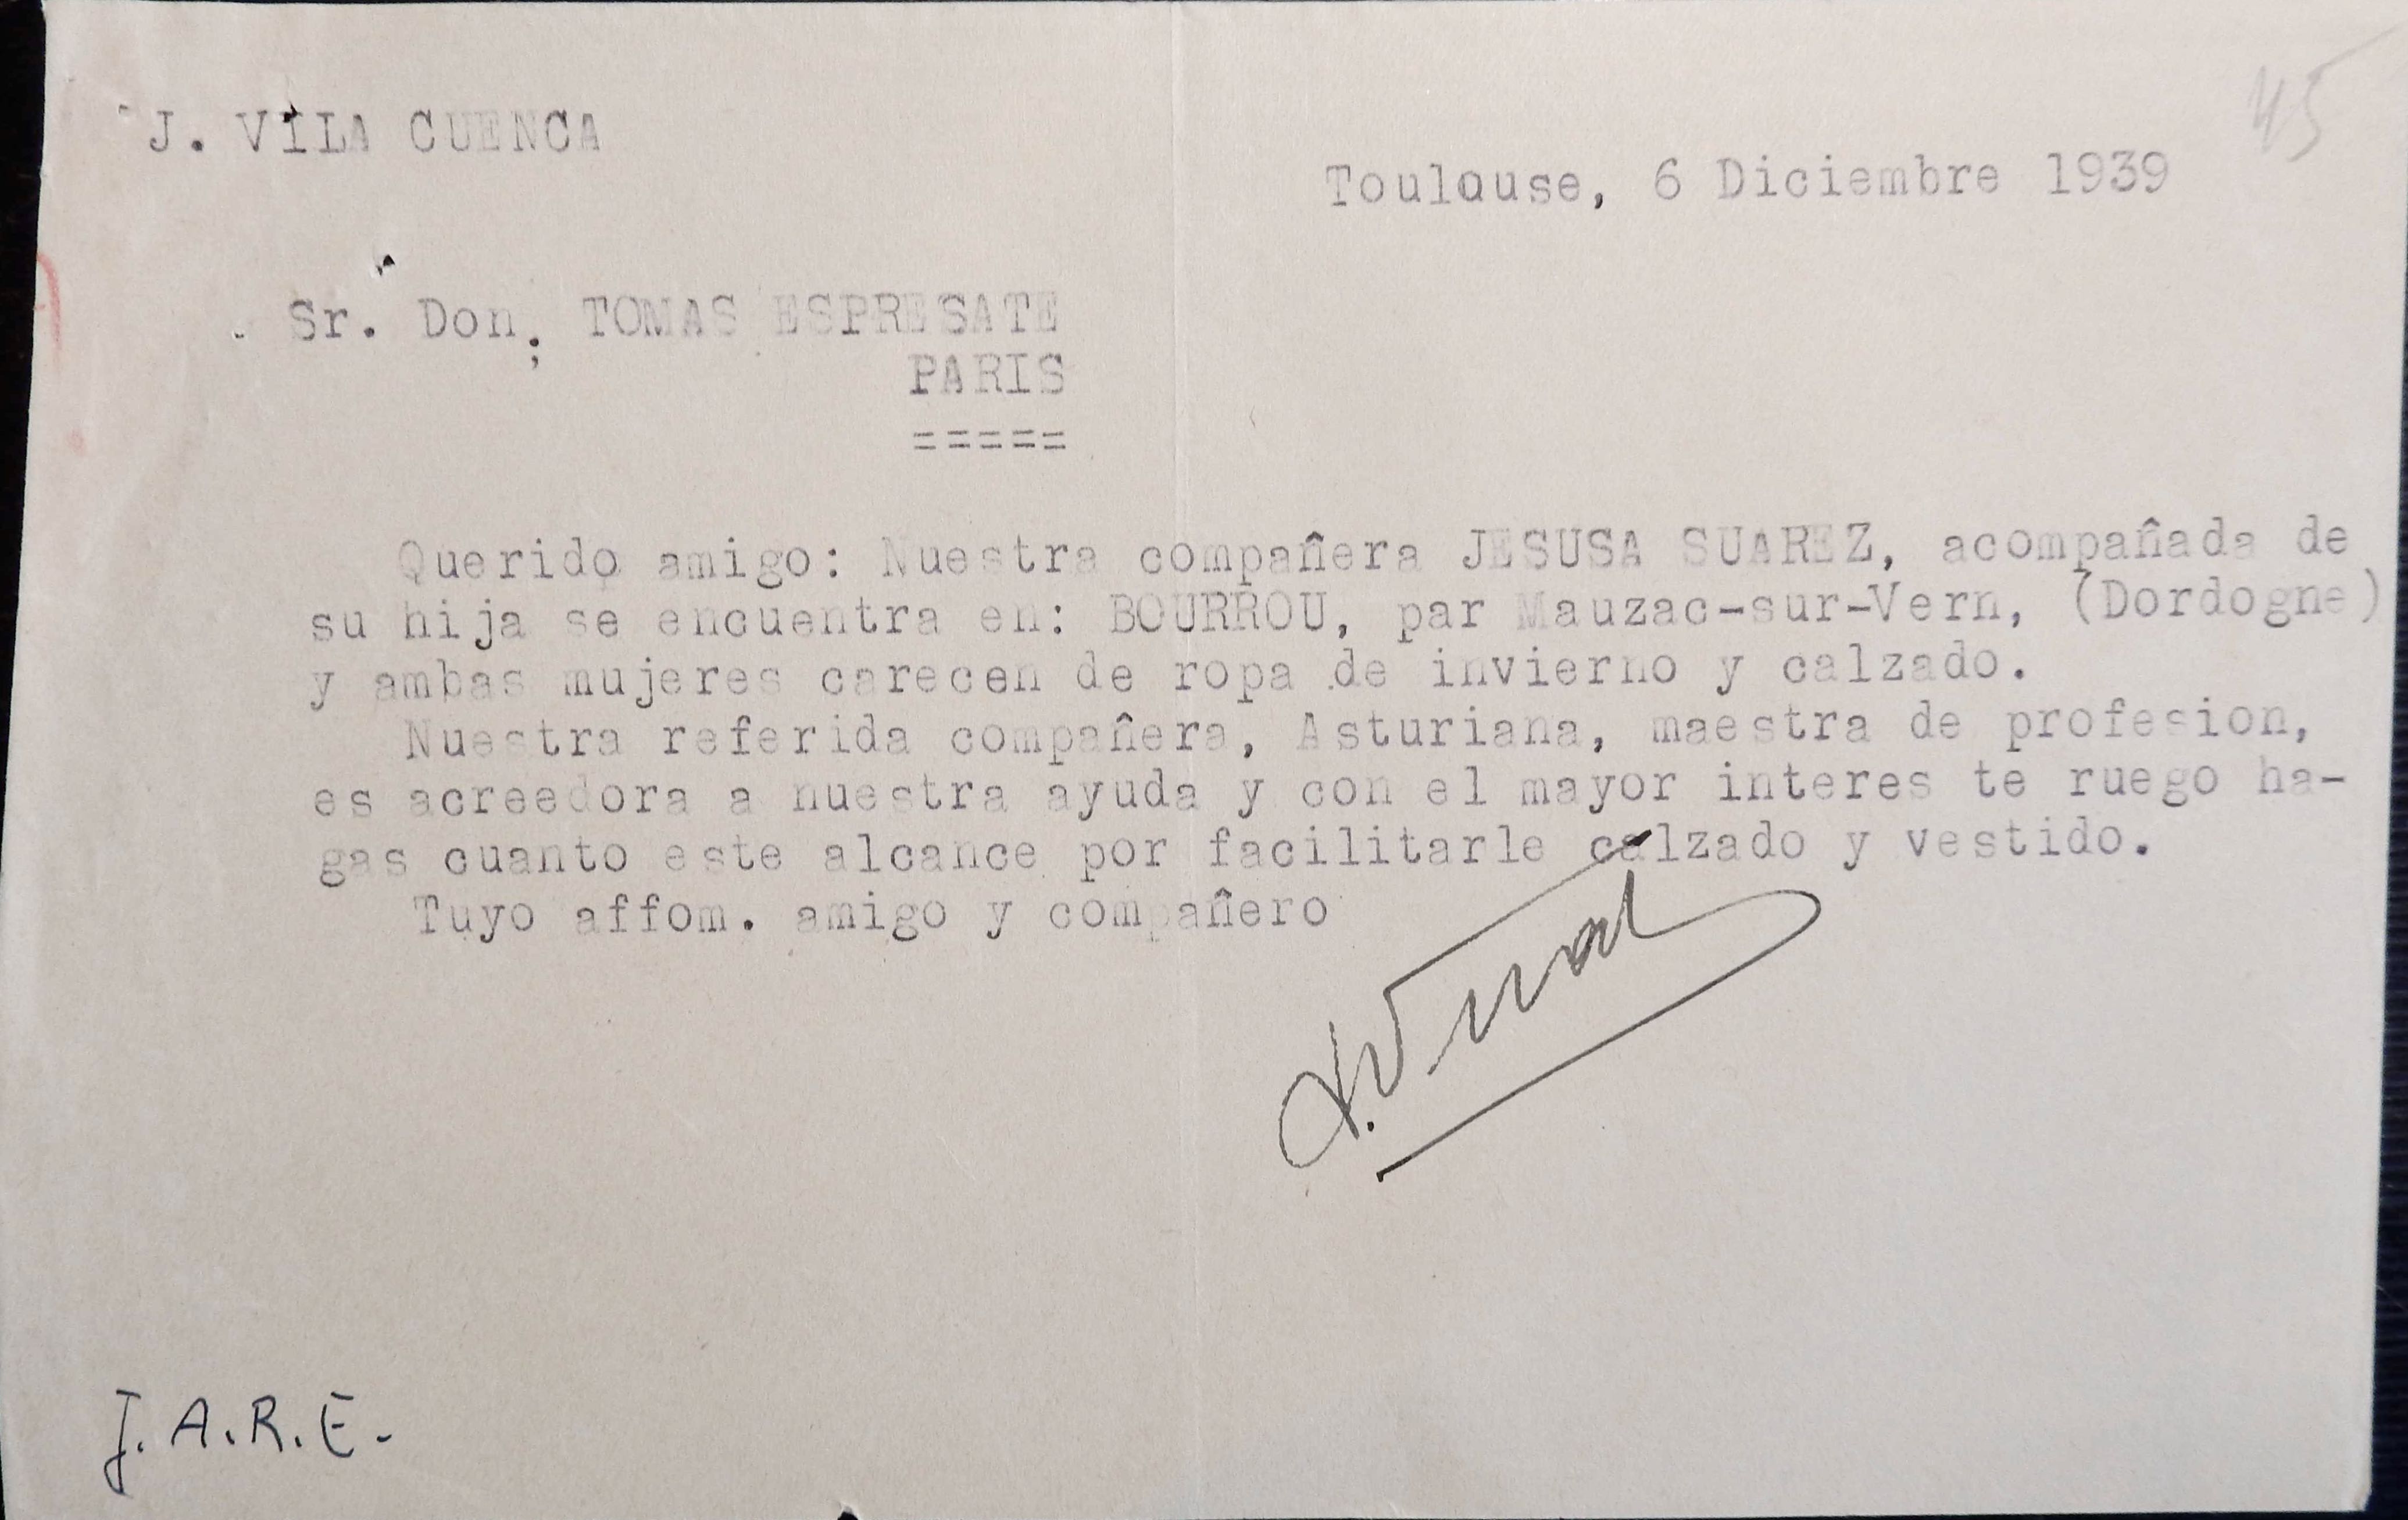 45
J. VILA CUENCA
Toulouse, 6 Diciembre 1939
Sr. Don; TOMAS ESPRESATE
PARIS
=====
Querido amigo: Nuestra compañera JESUSA SUAREZ, acompañada de
su hija se encuentra en: BOURROU, par Mauzac-sur-Vern, (Dordogne)
y ambas mujeres carecen de ropa de invierno y calzado.
Nuestra referida compañera, Asturiana, maestra de profesion,
es acreedora a nuestra ayuda y con el mayor interes te ruego ha-
gas cuanto este alcance por facilitarle calzado y vestido.
Tuyo affom. amigo y compañero
J.A.R.E.